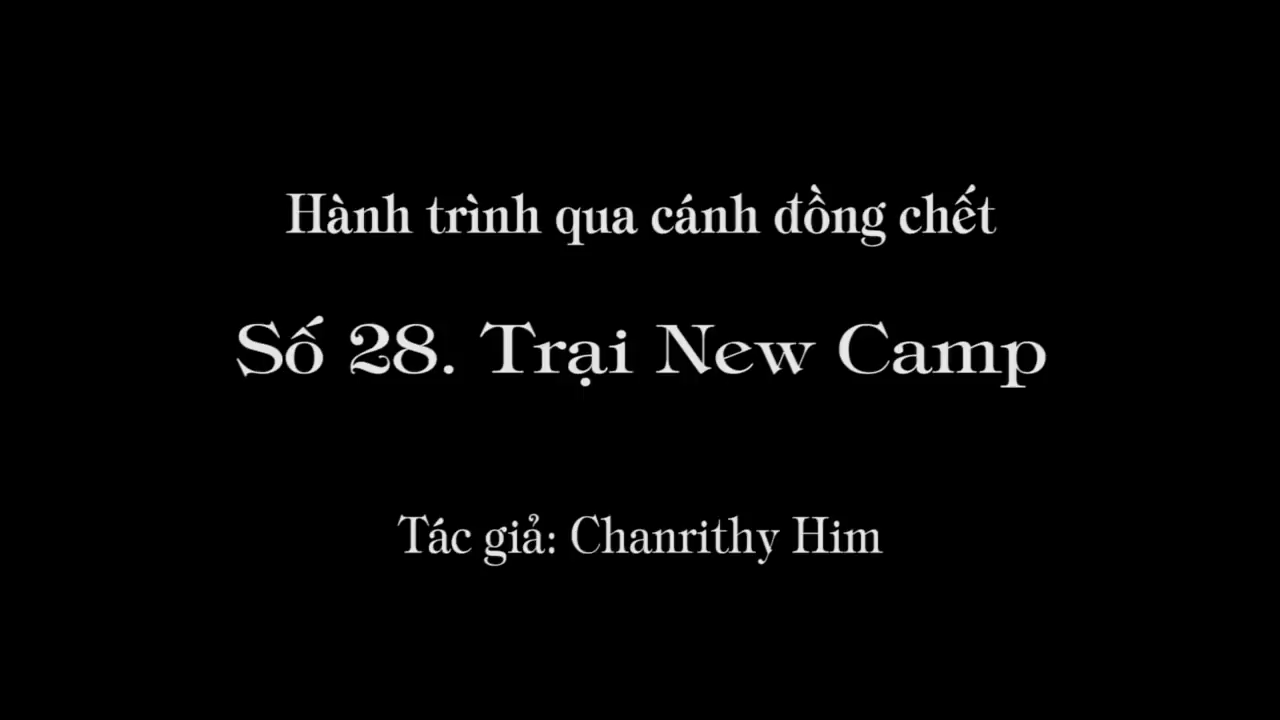 Hành trình qua cánh đồng chết
Số 28. Trại New Camp
Tác giả: Chanrithy Him